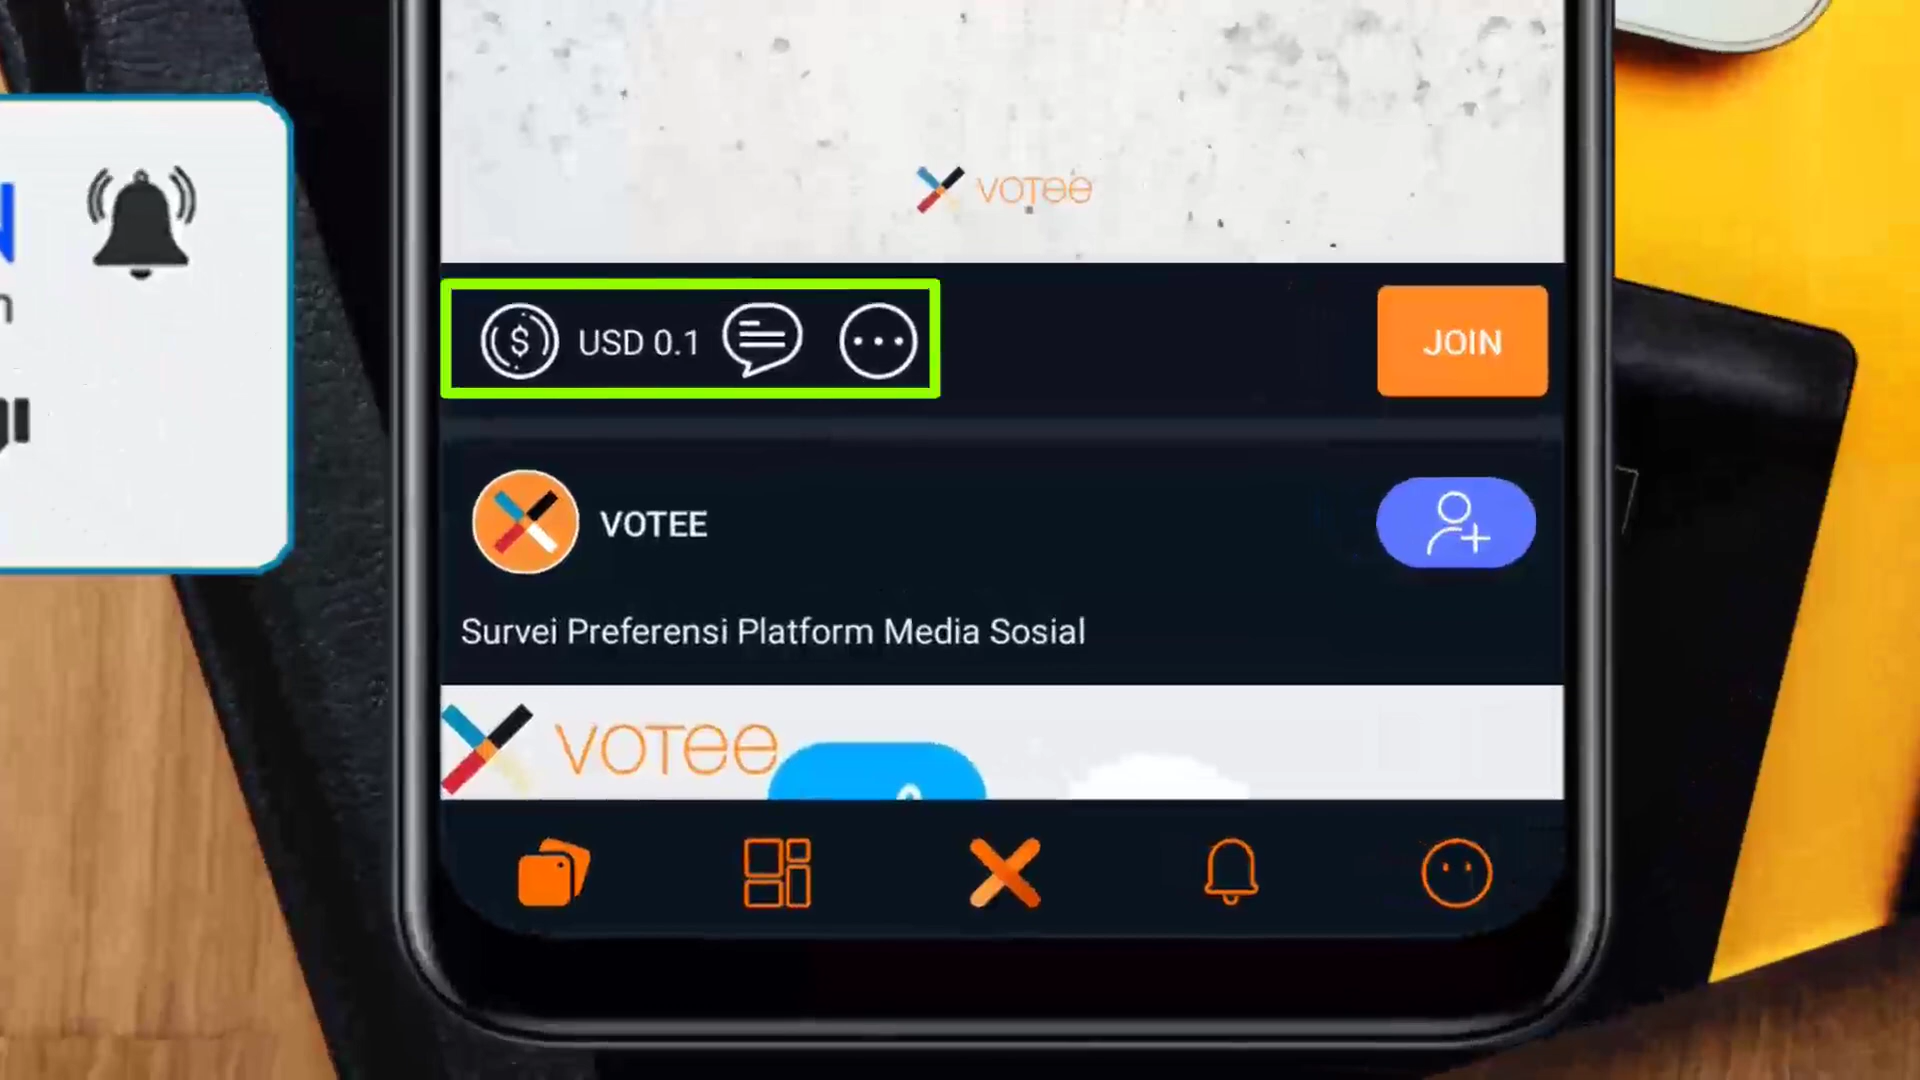 VOTee
USD 0.1
JOIN
VOTEE
Survei Preferensi Platform Media Sosial
VOTee